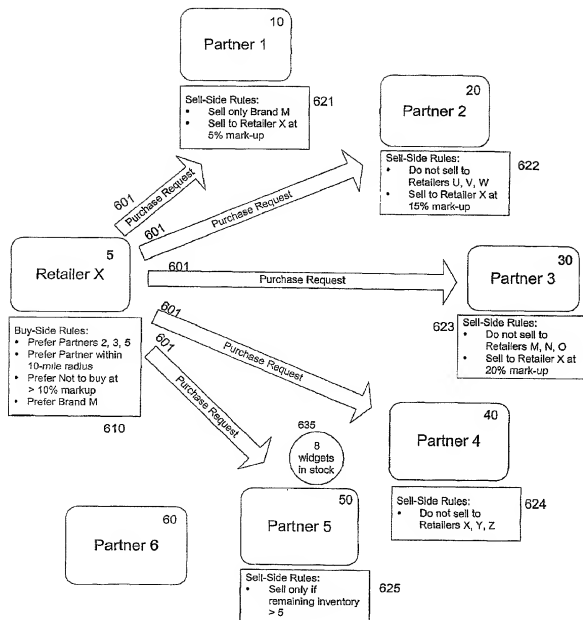 10
Partner 1
Sell-Side Rules:
• Sell only Brand M
• Sell to Retailer X at
5% mark-up
621
20
Partner 2
Sell-Side Rules:
• Do not sell to
Retailers U, V, W
• Sell to Retailer X at
15% mark-up
622
601
Purchase Request
601
Purchase Request
5
Retailer X
601
Purchase Request
30
Partner 3
Buy-Side Rules:
• Prefer Partners 2, 3, 5
• Prefer Partner within
10-mile radius
• Prefer Not to buy at
> 10% markup
• Prefer Brand M
610
623
Sell-Side Rules:
• Do not sell to
Retailers M, N, O
• Sell to Retailer X at
20% mark-up
601
Purchase Request
601
Purchase Request
40
Partner 4
Sell-Side Rules:
• Do not sell to
Retailers X, Y, Z
624
635
8
widgets
in stock
60
Partner 6
50
Partner 5
Sell-Side Rules:
• Sell only if
remaining inventory
> 5
625